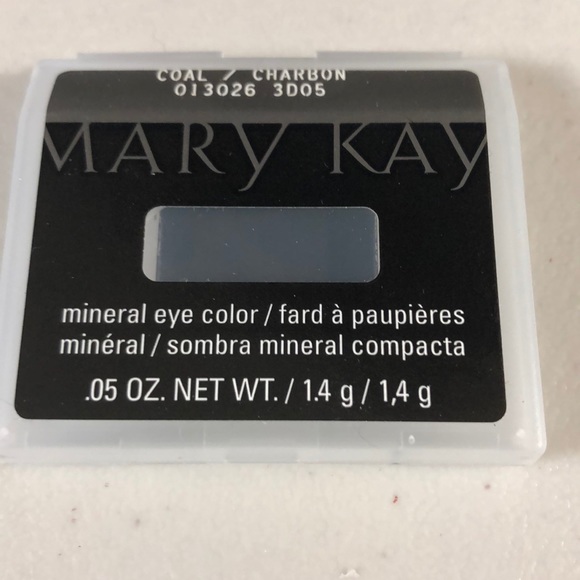 COAL / CHARBON
013026 3D05
MARY KAY
mineral eye color / fard à paupières
minéral / sombra mineral compacta
.05 OZ. NET WT. / 1.4 g / 1,4 g